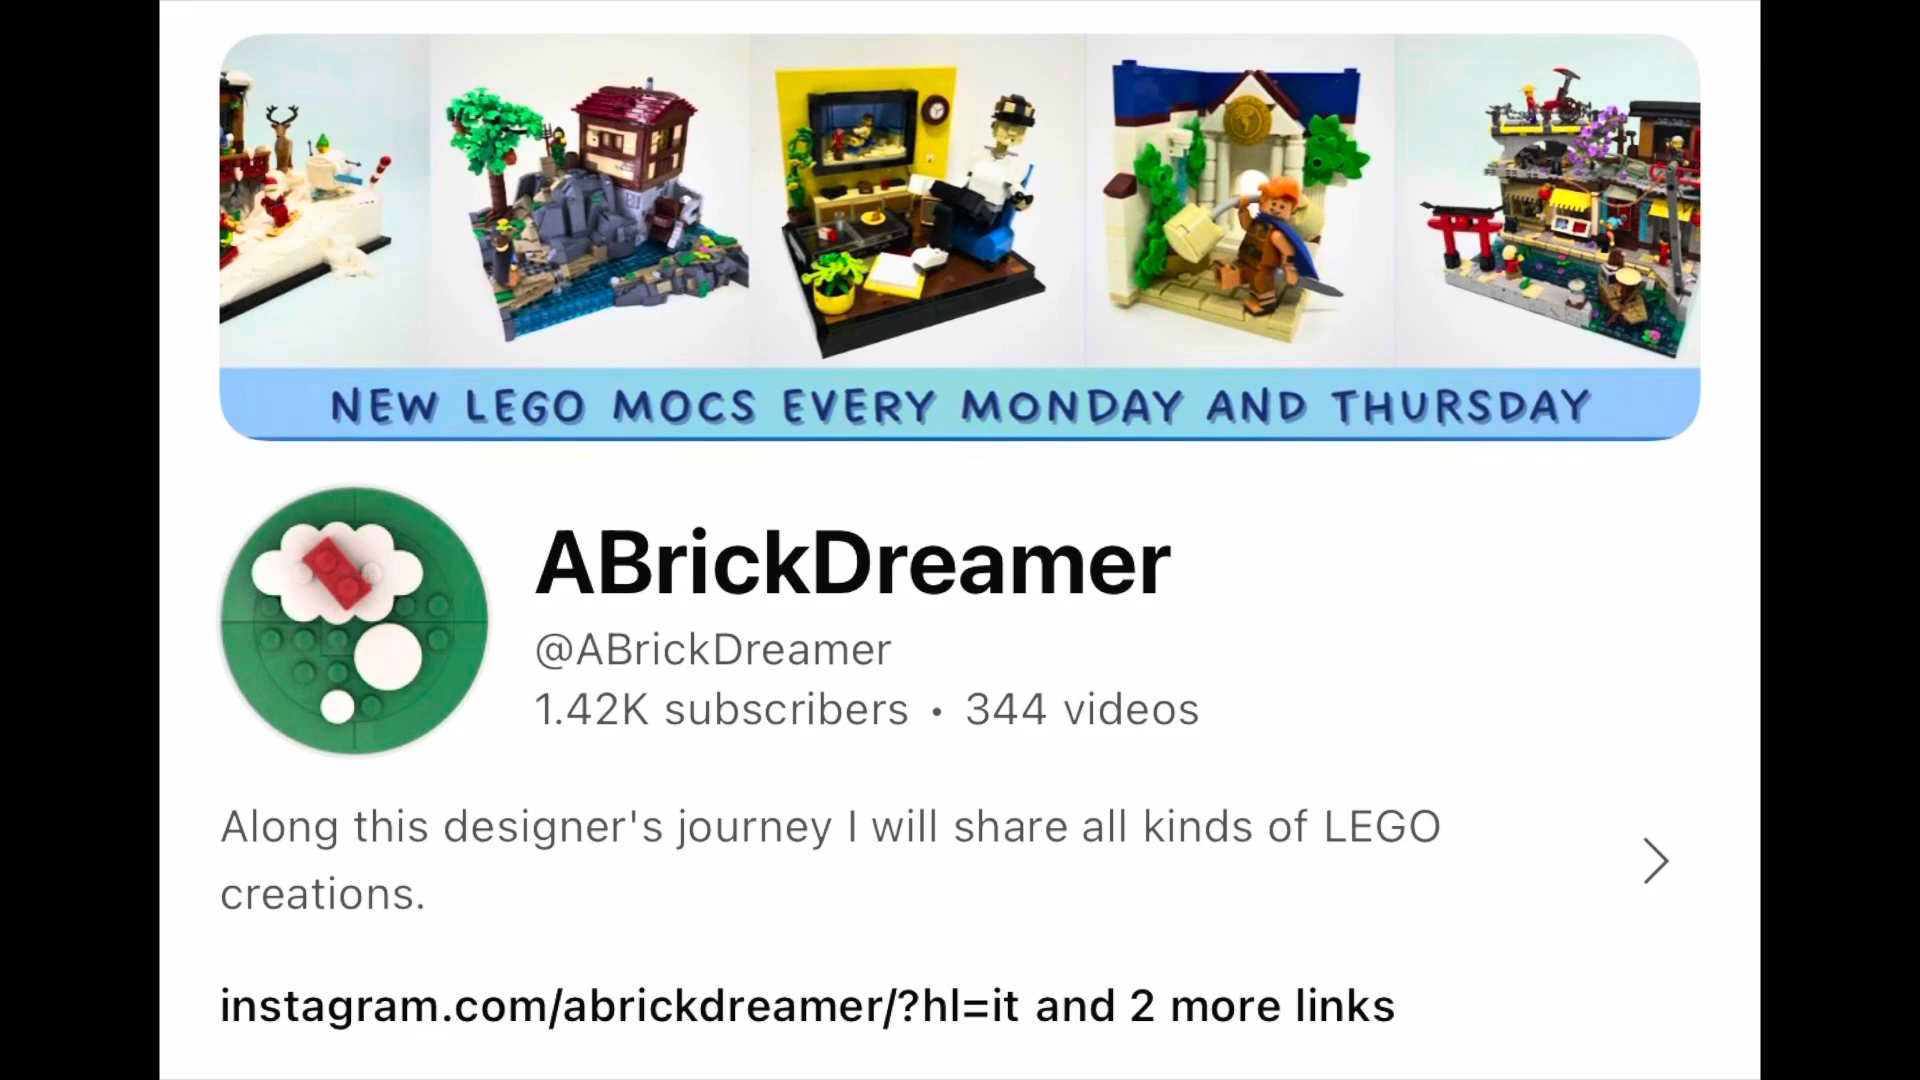 NEW LEGO MOCS EVERY MONDAY AND THURSDAY
ABrickDreamer
@ABrickDreamer
1.42K subscribers • 344 videos
Along this designer's journey I will share all kinds of LEGO
creations.
instagram.com/abrickdreamer/?hl=it and 2 more links